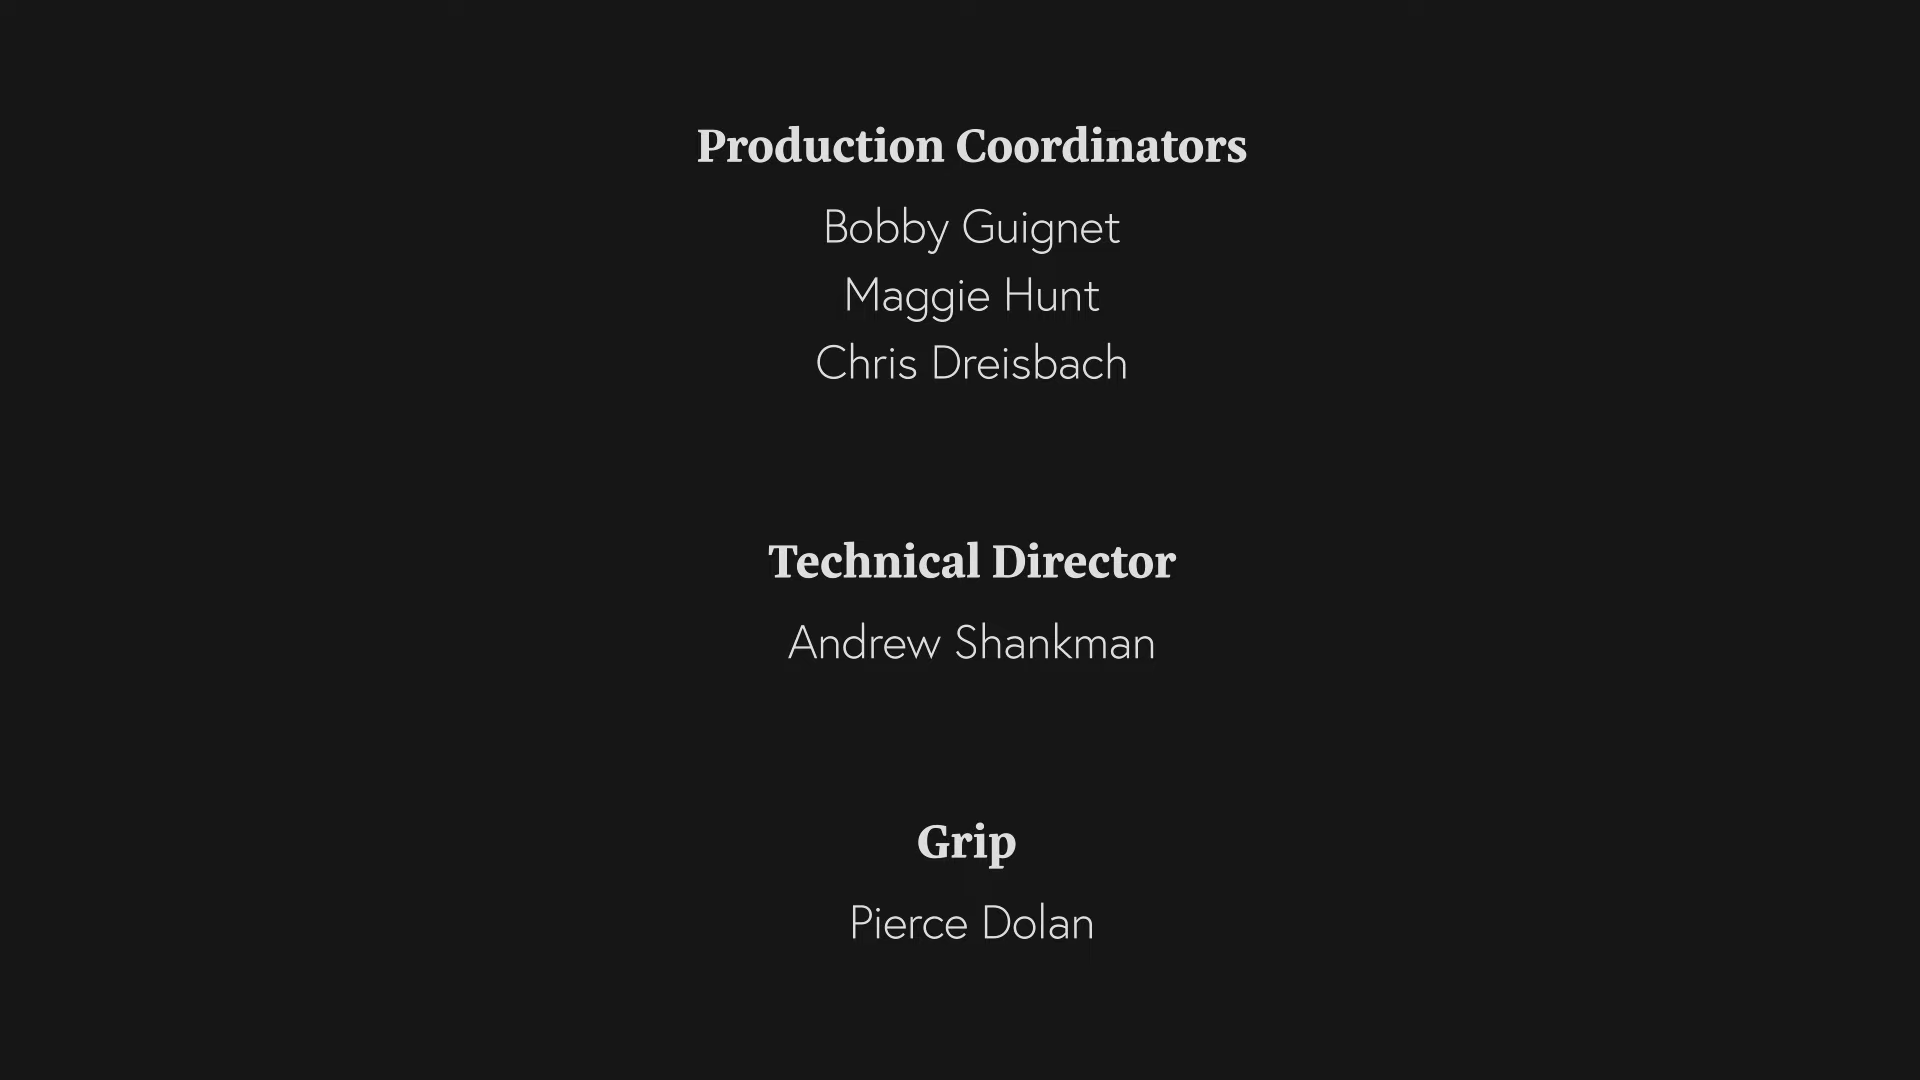 Production Coordinators
Bobby Guignet
Maggie Hunt
Chris Dreisbach
Technical Director
Andrew Shankman
Grip
Pierce Dolan